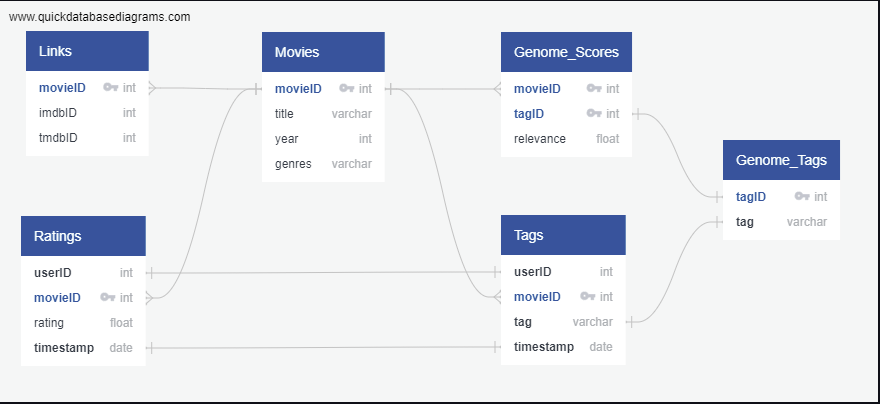 www.quickdatabasediagrams.com
Links
movieID int
imdbID int
tmdbID int
Movies
movieID int
title varchar
year int
genres varchar
Genome_Scores
movieID int
tagID int
relevance float
Genome_Tags
tagID int
tag varchar
Ratings
userID int
movieID int
rating float
timestamp date
Tags
userID int
movieID int
tag varchar
timestamp date